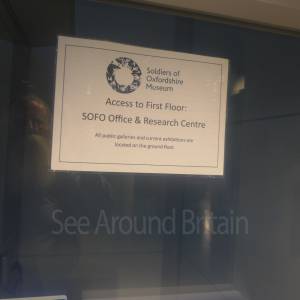 Soldiers of
Oxfordshire
Museum
Access to First Floor:
SOFO Office & Research Centre
All public galleries and current exhibitions are
located on the ground floor.
See Around Britain